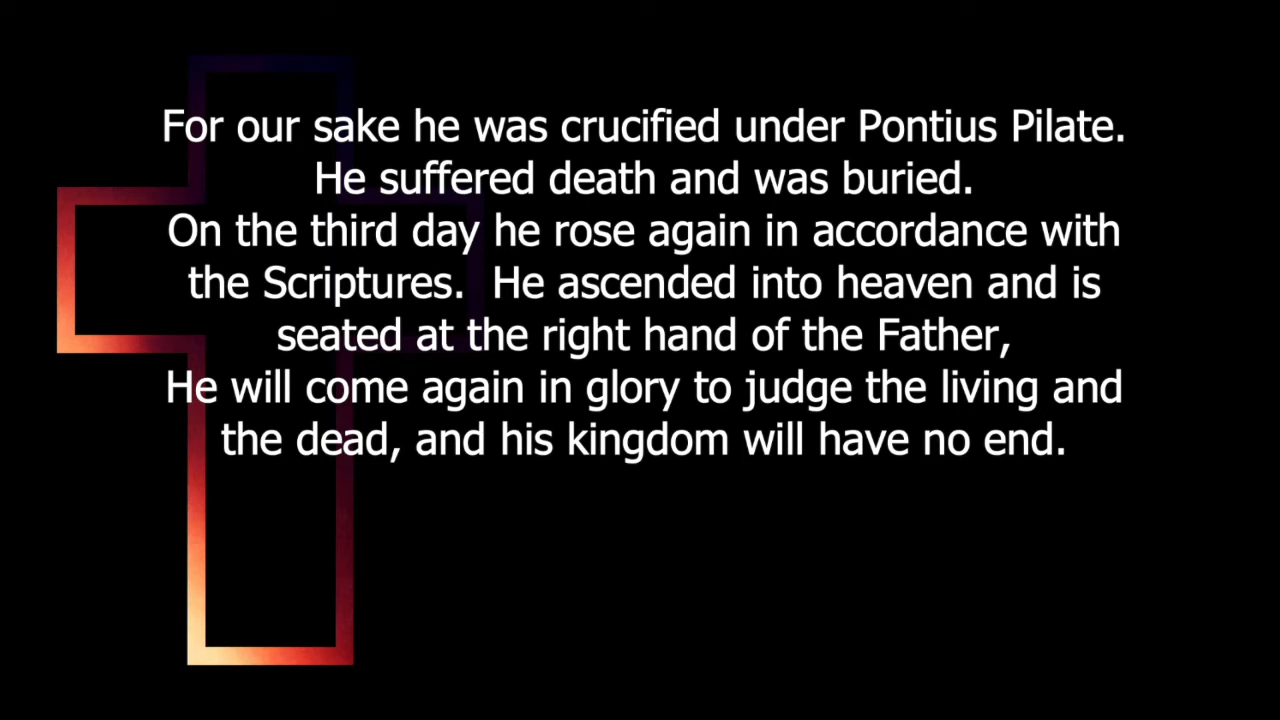 For our sake he was crucified under Pontius Pilate.
He suffered death and was buried.
On the third day he rose again in accordance with
the Scriptures.  He ascended into heaven and is
seated at the right hand of the Father,
He will come again in glory to judge the living and
the dead, and his kingdom will have no end.